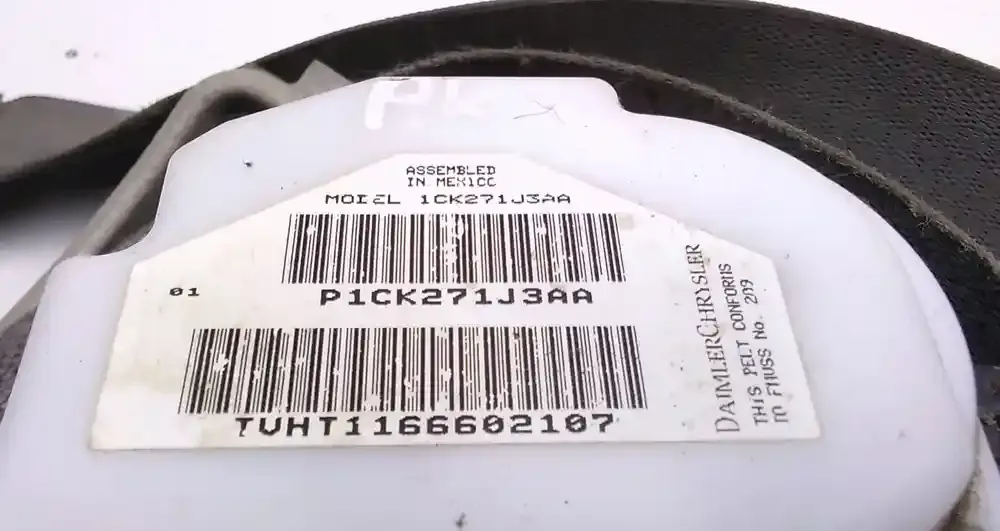 ASSEMBLED
IN MEXICO
MODEL 1CK271J3AA
01
P1CK271J3AA
TVHT1166602107
DAIMLERCHRYSLER
THIS BELT CONFORMS
TO FMVSS No. 209